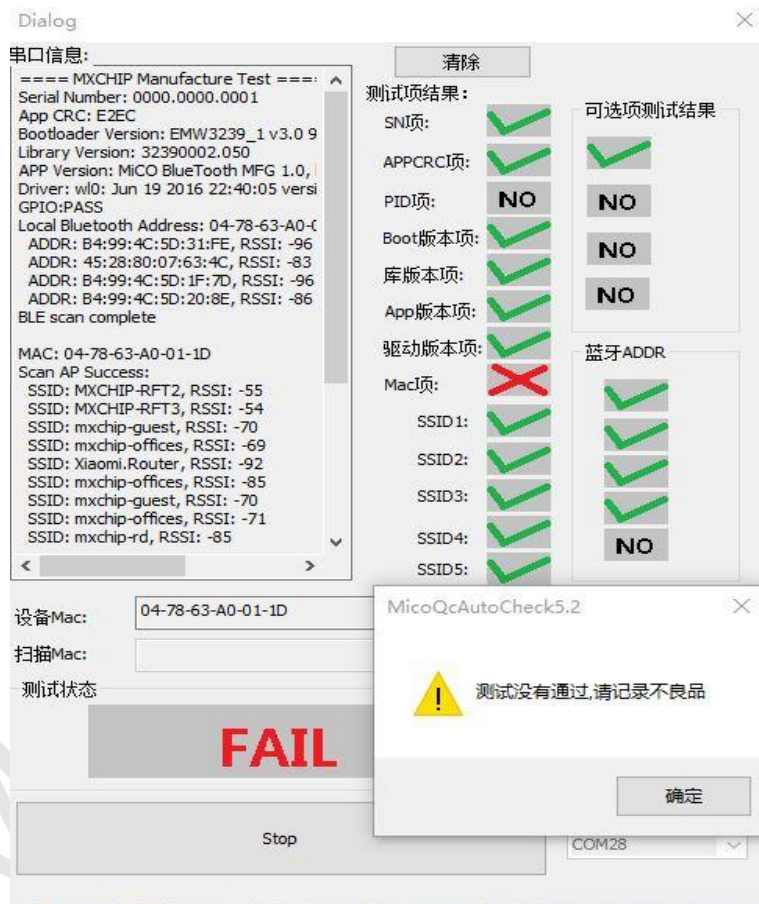 Dialog
串口信息:
==== MXCHIP Manufacture Test ===
Serial Number: 0000.0000.0001
App CRC: E2EC
Bootloader Version: EMW3239_1 v3.0 9
Library Version: 32390002.050
APP Version: MiCO BlueTooth MFG 1.0,
Driver: wl0: Jun 19 2016 22:40:05 versi
GPIO:PASS
Local Bluetooth Address: 04-78-63-A0-0
ADDR: B4:99:4C:5D:31:FE, RSSI: -96
ADDR: 45:28:80:07:63:4C, RSSI: -83
ADDR: B4:99:4C:5D:1F:7D, RSSI: -96
ADDR: B4:99:4C:5D:20:8E, RSSI: -86
BLE scan complete
MAC: 04-78-63-A0-01-1D
Scan AP Success:
SSID: MXCHIP-RFT2, RSSI: -55
SSID: MXCHIP-RFT3, RSSI: -54
SSID: mxchip-guest, RSSI: -70
SSID: mxchip-offices, RSSI: -69
SSID: Xiaomi.Router, RSSI: -92
SSID: mxchip-offices, RSSI: -85
SSID: mxchip-guest, RSSI: -70
SSID: mxchip-offices, RSSI: -71
SSID: mxchip-rd, RSSI: -85
清除
测试项结果:
SN项:
APPCRC项:
PID项: NO
Boot版本项:
库版本项:
App版本项:
驱动版本项:
Mac项:
SSID1:
SSID2:
SSID3:
SSID4:
SSID5:
可选项测试结果
NO
NO
NO
蓝牙ADDR
NO
设备Mac: 04-78-63-A0-01-1D
扫描Mac:
测试状态
FAIL
Stop
COM28
MicoQcAutoCheck5.2
测试没有通过,请记录不良品
确定